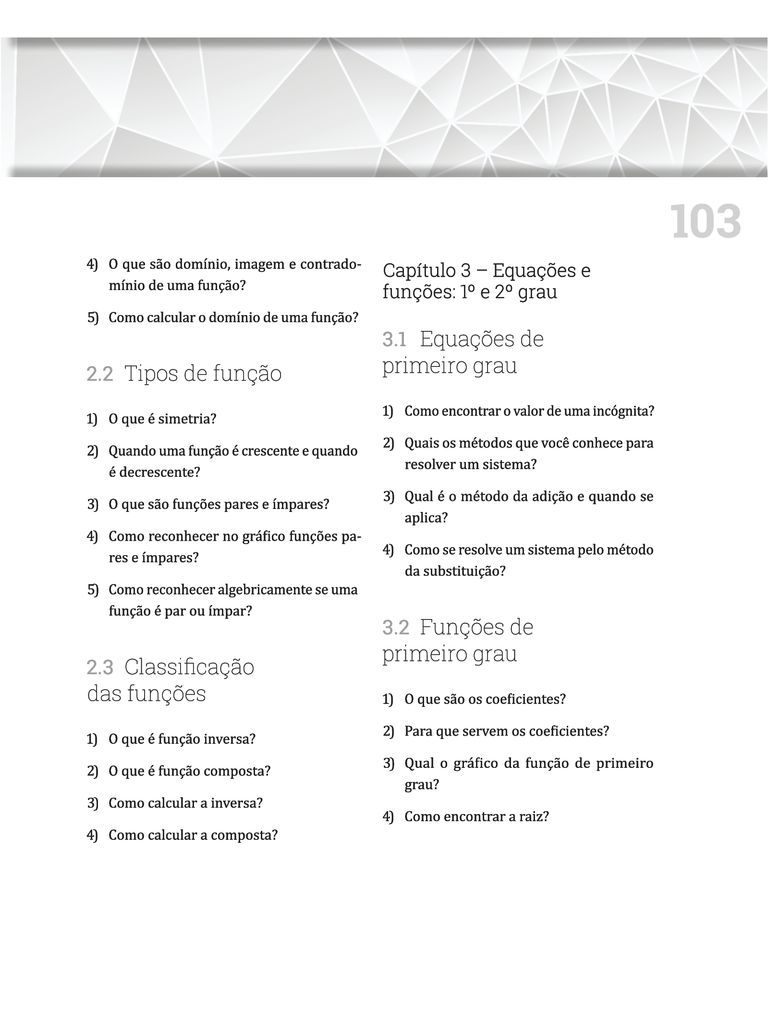 103
4) O que são domínio, imagem e contrado-
mínio de uma função?
5) Como calcular o domínio de uma função?
2.2 Tipos de função
1) O que é simetria?
2) Quando uma função é crescente e quando
é decrescente?
3) O que são funções pares e ímpares?
4) Como reconhecer no gráfico funções pa-
res e ímpares?
5) Como reconhecer algebricamente se uma
função é par ou ímpar?
2.3 Classificação
das funções
1) O que é função inversa?
2) O que é função composta?
3) Como calcular a inversa?
4) Como calcular a composta?
Capítulo 3 – Equações e
funções: 1º e 2º grau
3.1 Equações de
primeiro grau
1) Como encontrar o valor de uma incógnita?
2) Quais os métodos que você conhece para
resolver um sistema?
3) Qual é o método da adição e quando se
aplica?
4) Como se resolve um sistema pelo método
da substituição?
3.2 Funções de
primeiro grau
1) O que são os coeficientes?
2) Para que servem os coeficientes?
3) Qual o gráfico da função de primeiro
grau?
4) Como encontrar a raiz?